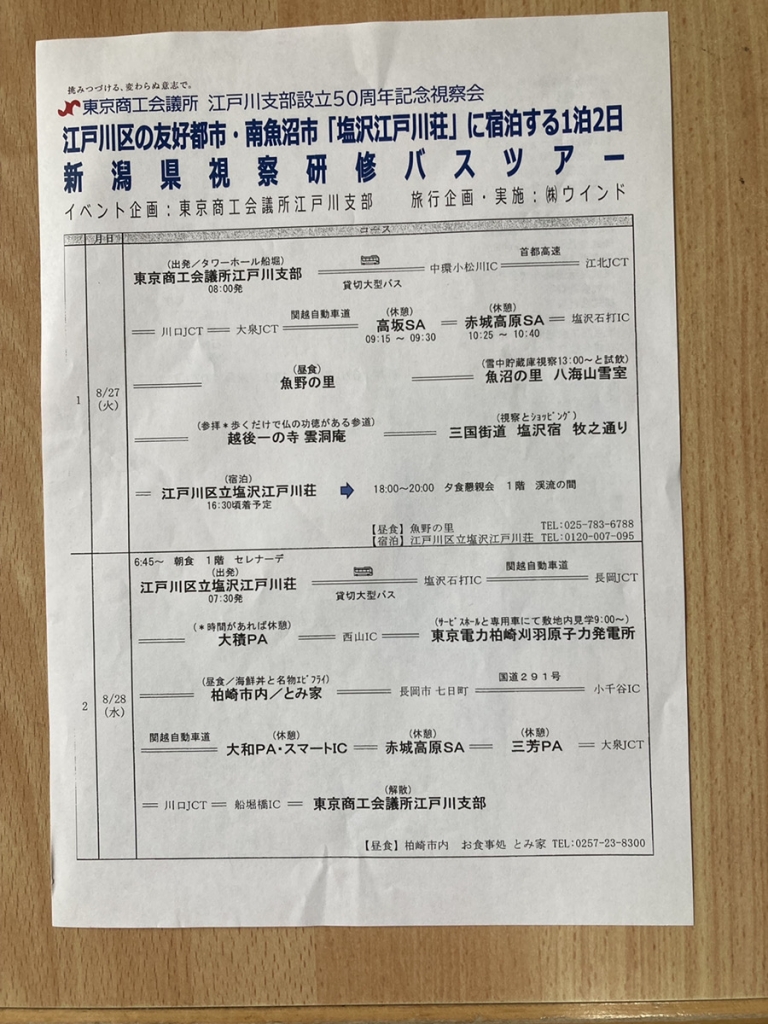 挑みつづける、変わらぬ意志で。
東京商工会議所 江戸川支部設立50周年記念視察会
江戸川区の友好都市・南魚沼市「塩沢江戸川荘」に宿泊する1泊2日
新潟県視察研修バスツアー
イベント企画：東京商工会議所江戸川支部 旅行企画・実施：㈱ウインド
月日 コース
(出発／タワーホール船堀) 首都高速
東京商工会議所江戸川支部 中環小松川IC 江北JCT
08:00発 貸切大型バス
関越自動車道 (休憩) (休憩)
川口JCT 大泉JCT 高坂SA 赤城高原SA 塩沢石打IC
09:15 ～ 09:30 10:25 ～ 10:40
(昼食) (雪中貯蔵庫視察13:00～と試飲)
魚野の里 魚沼の里 八海山雪室
1 8/27
(火)
(参拝＊歩くだけで仏の功徳がある参道) (視察とｼｮｯﾋﾟﾝｸﾞ)
越後一の寺 雲洞庵 三国街道 塩沢宿 牧之通り
(宿泊)
江戸川区立塩沢江戸川荘 18:00～20:00 夕食懇親会 1階 渓流の間
16:30頃着予定
【昼食】魚野の里 TEL:025-783-6788
【宿泊】江戸川区立塩沢江戸川荘 TEL:0120-007-095
6:45～ 朝食 1階 セレナーデ
(出発) 関越自動車道
江戸川区立塩沢江戸川荘 塩沢石打IC 長岡JCT
07:30発 貸切大型バス
(＊時間があれば休憩) (ｻｰﾋﾞｽﾎｰﾙと専用車にて敷地内見学9:00～)
大積PA 西山IC 東京電力柏崎刈羽原子力発電所
(昼食／海鮮丼と名物ｴﾋﾞﾌﾗｲ) 国道２９１号
柏崎市内／とみ家 長岡市 七日町 小千谷IC
2 8/28
(水)
関越自動車道 (休憩) (休憩) (休憩)
大和PA・スマートIC 赤城高原SA 三芳PA 大泉JCT
(解散)
川口JCT 船堀橋IC 東京商工会議所江戸川支部
【昼食】柏崎市内 お食事処 とみ家 TEL:0257-23-8300